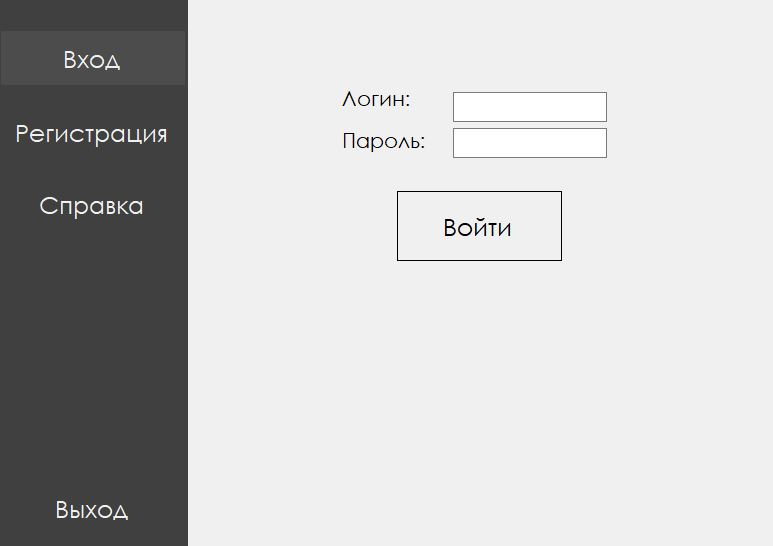 Вход
Регистрация
Справка
Выход
Логин:
Пароль:
Войти